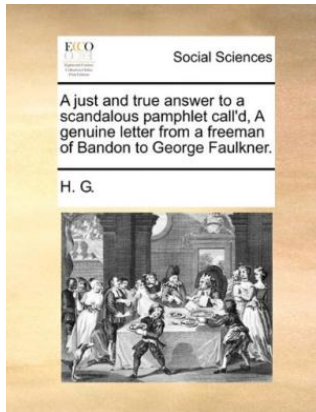 ECCO
Social Sciences
A just and true answer to a
scandalous pamphlet call'd, A
genuine letter from a freeman
of Bandon to George Faulkner.
H. G.